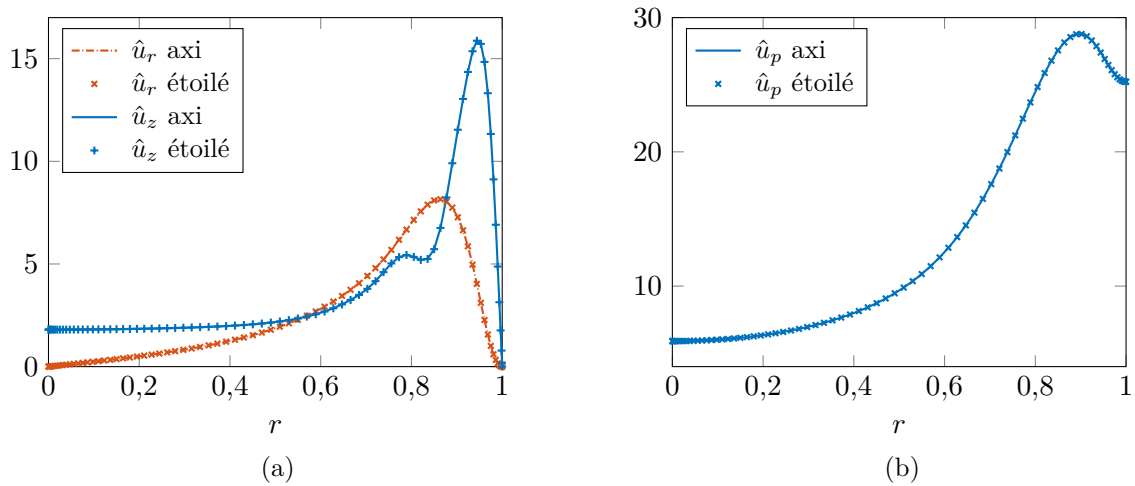 15
10
5
0
0
0,2
0,4
0,6
0,8
1
r
û_r axi
û_r étoilé
û_z axi
û_z étoilé
(a)
30
20
10
0
0,2
0,4
0,6
0,8
1
r
û_p axi
û_p étoilé
(b)